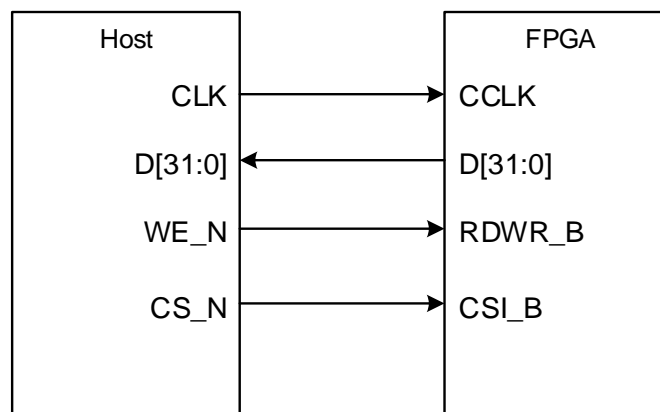 Host FPGA
CLK CCLK
D[31:0] D[31:0]
WE_N RDWR_B
CS_N CSI_B